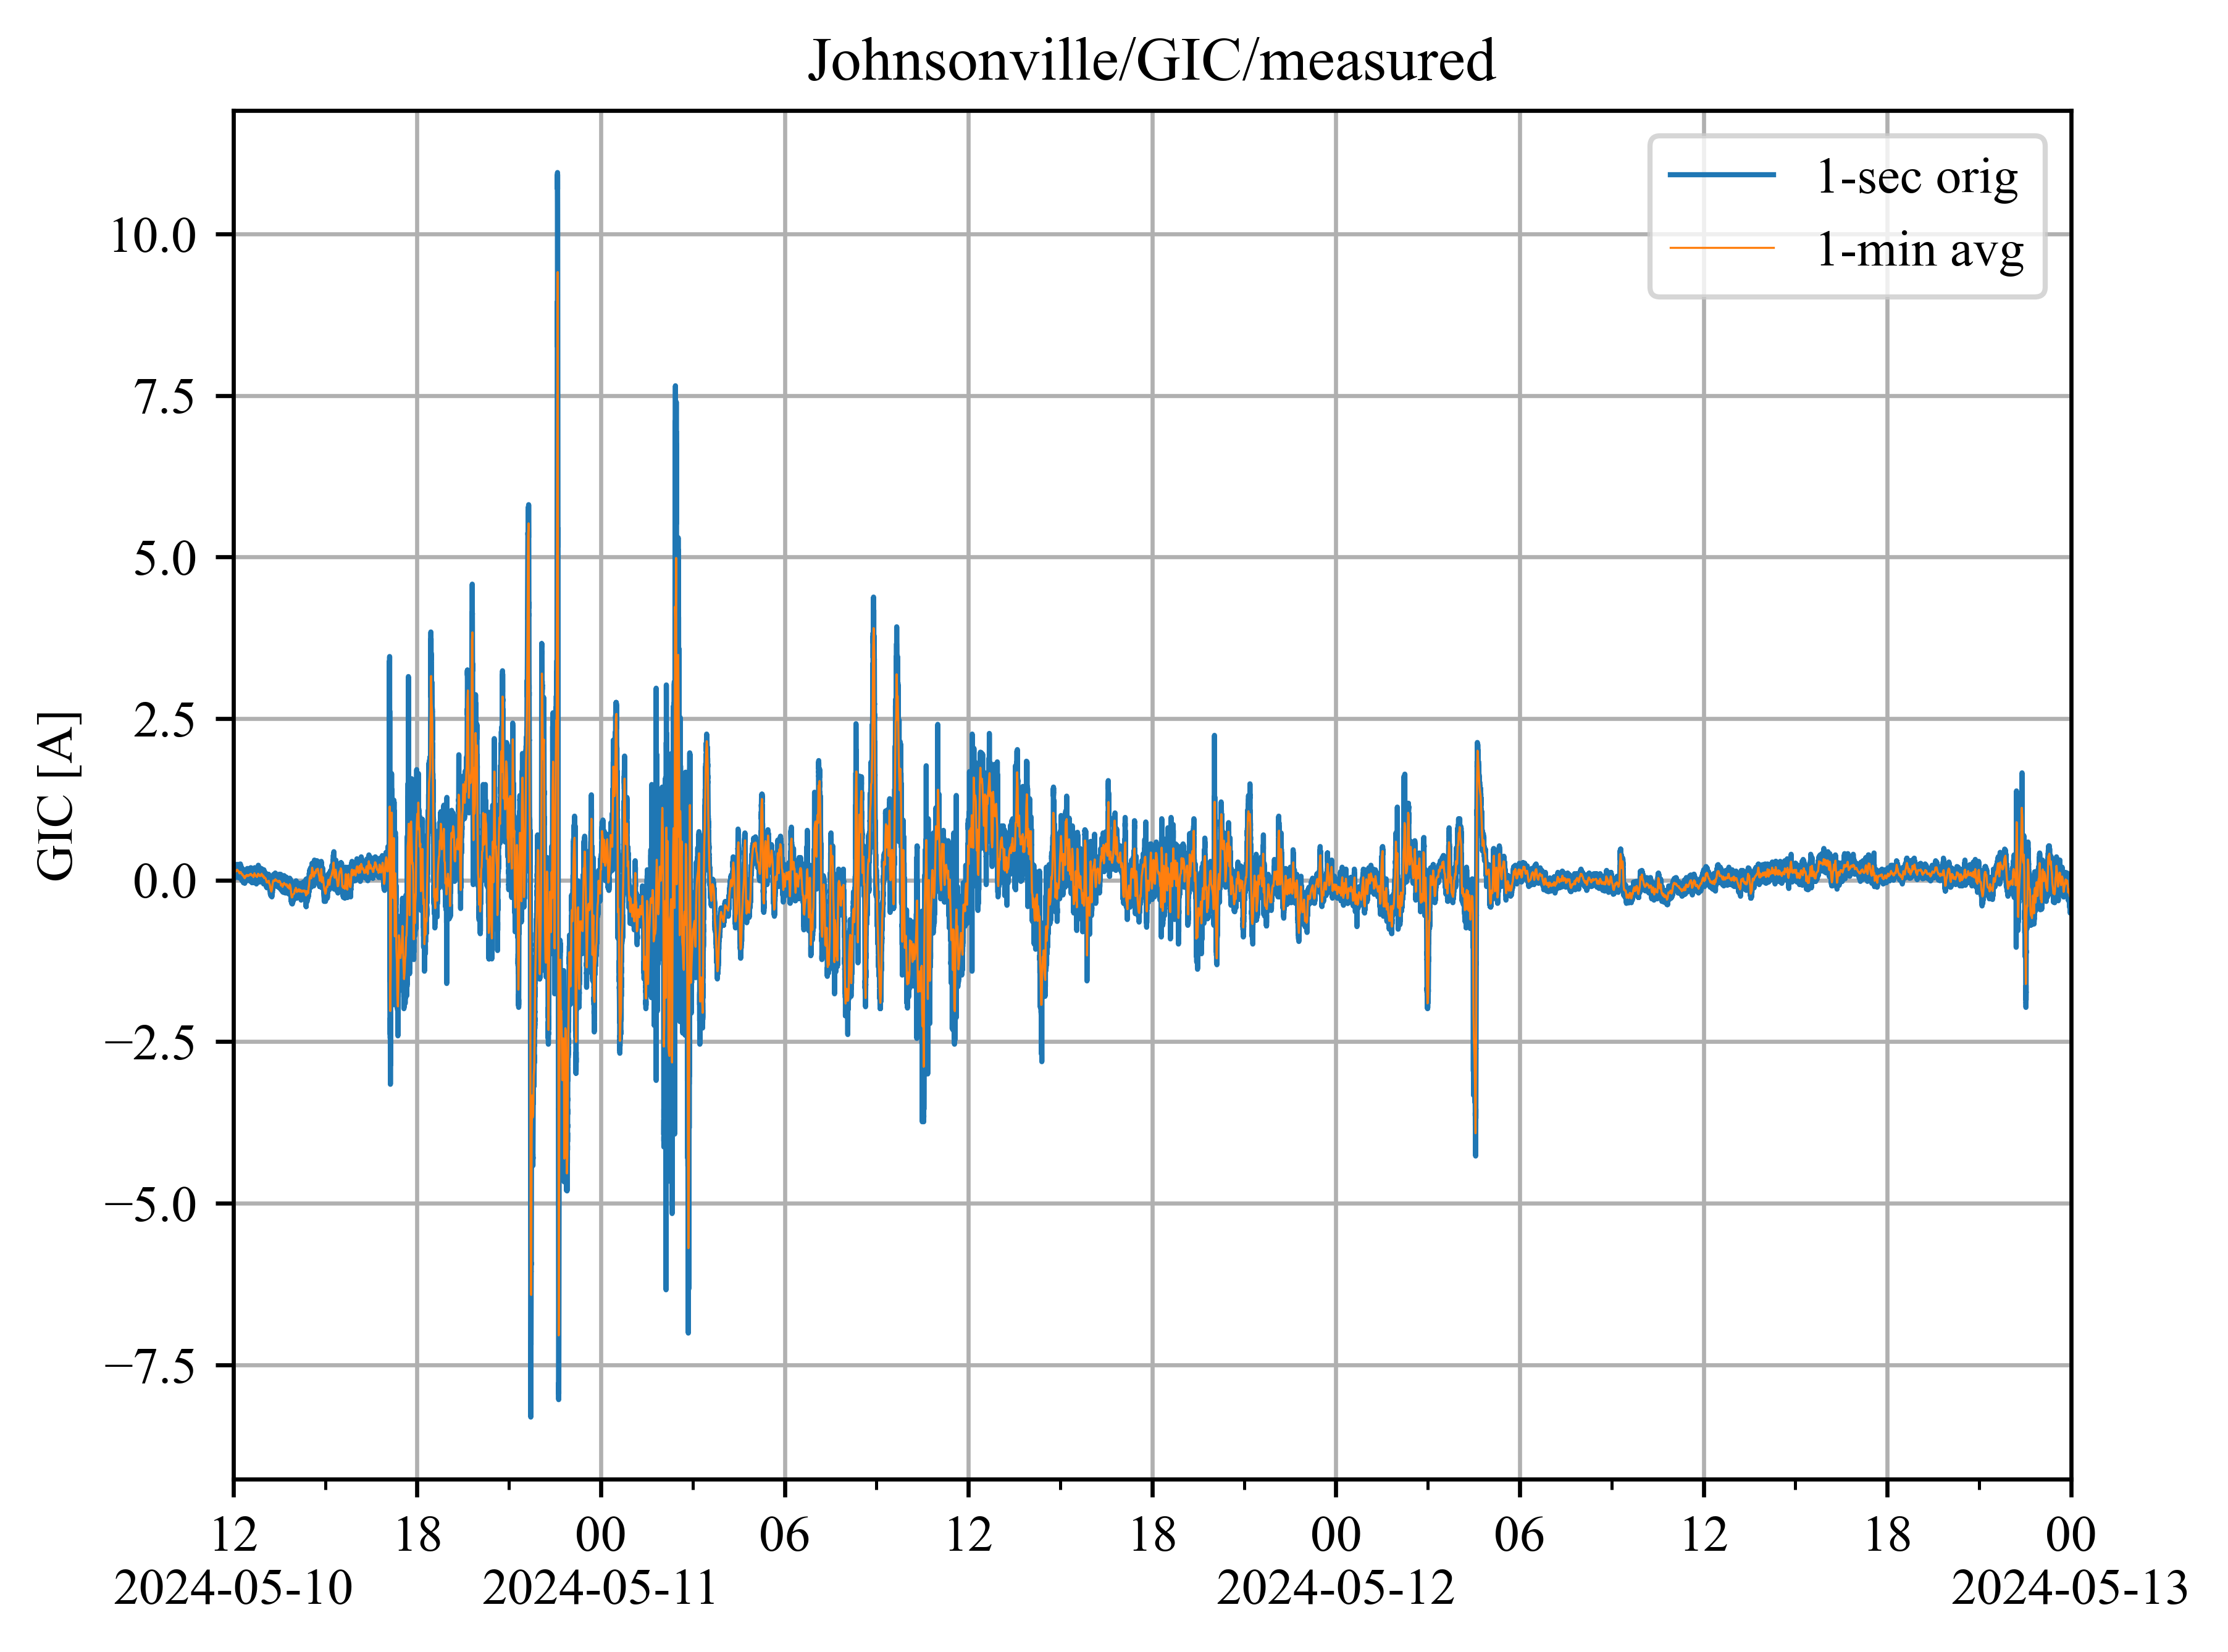 Johnsonville/GIC/measured
1-sec orig
1-min avg
GIC [A]
10.0
7.5
5.0
2.5
0.0
−2.5
−5.0
−7.5
12 18 00 06 12 18 00 06 12 18 00
2024-05-10 2024-05-11 2024-05-12 2024-05-13